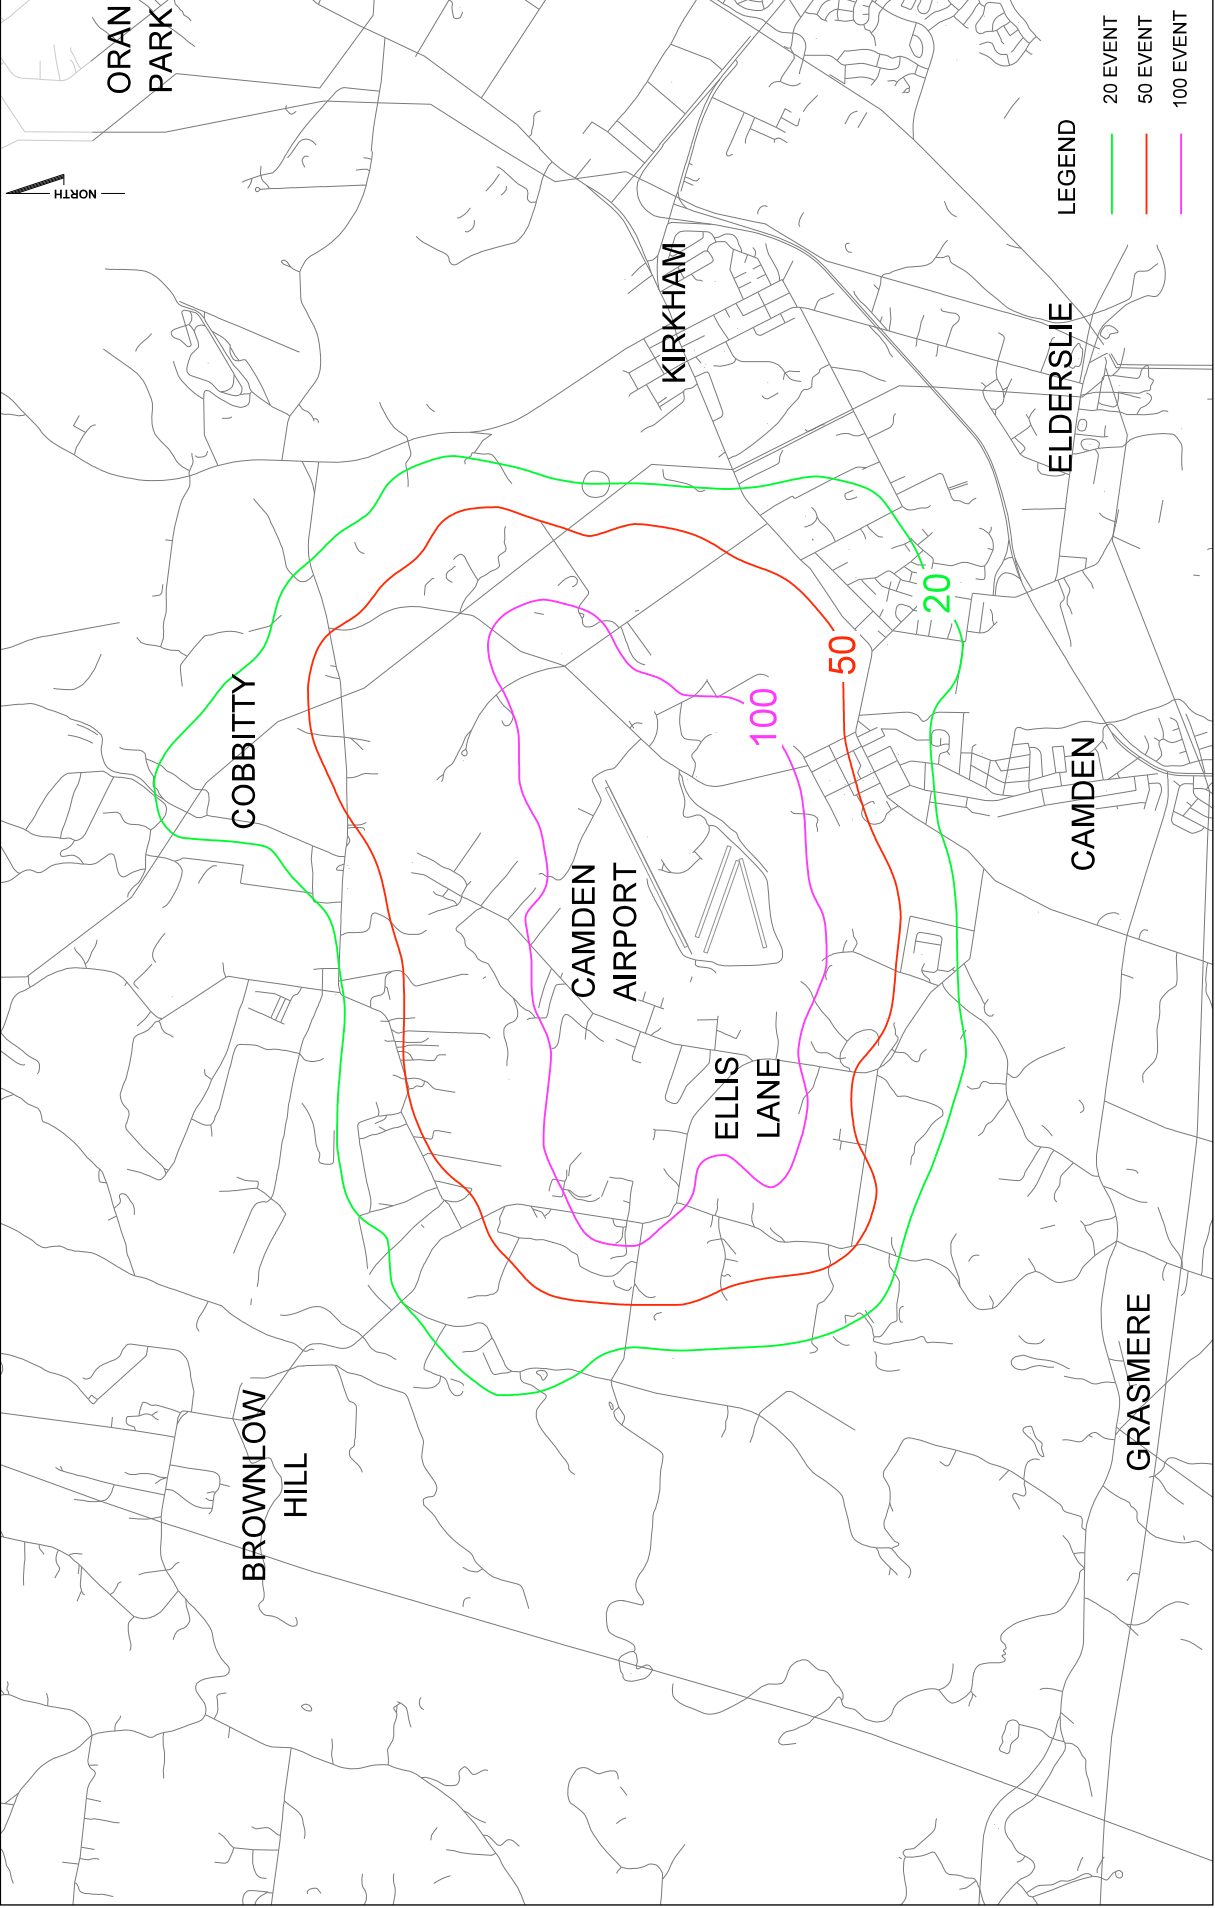 ORAN
PARK
NORTH
COBBITTY
KIRKHAM
LEGEND
20 EVENT
50 EVENT
100 EVENT
ELDERSLIE
20
50
100
CAMDEN
AIRPORT
CAMDEN
ELLIS
LANE
BROWNLOW
HILL
GRASMERE